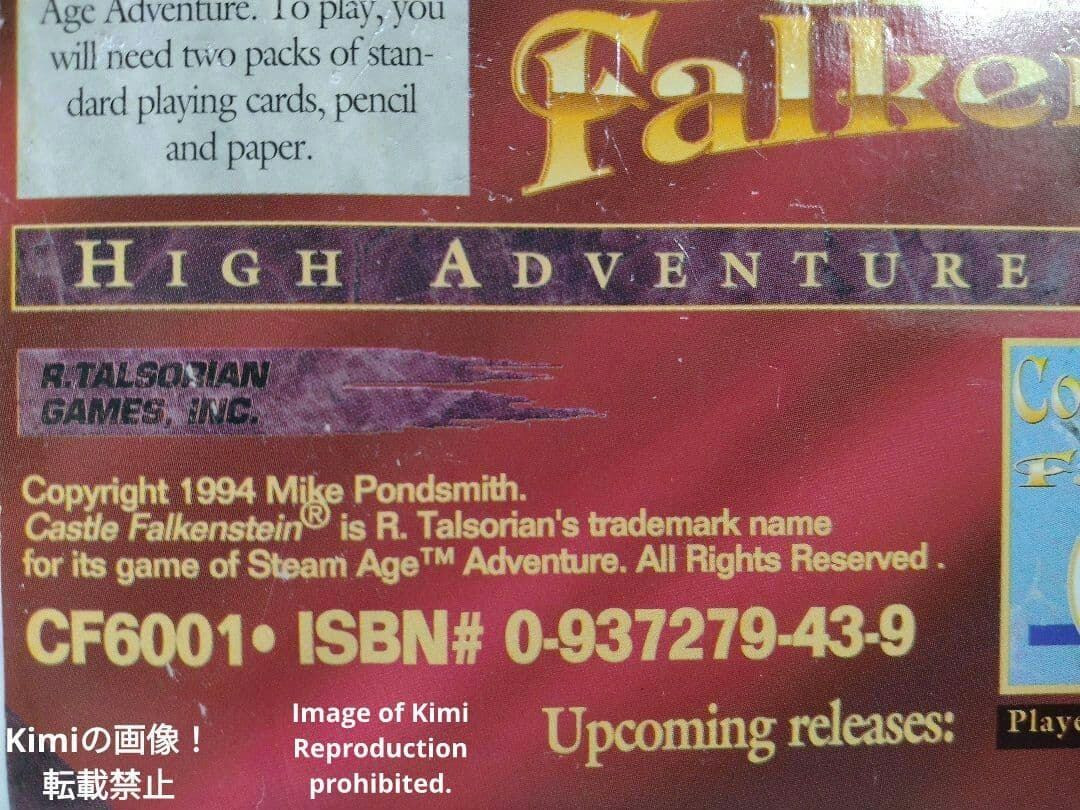 Age Adventure. To play, you
will need two packs of stan-
dard playing cards, pencil
and paper.
Falke
HIGH ADVENTURE
R.TALSORIAN
GAMES, INC.
Copyright 1994 Mike Pondsmith.
Castle Falkenstein® is R. Talsorian's trademark name
for its game of Steam Age™ Adventure. All Rights Reserved .
CF6001• ISBN# 0-937279-43-9
Upcoming releases:
Co
F
Playe
Kimiの画像！
転載禁止
Image of Kimi
Reproduction
prohibited.